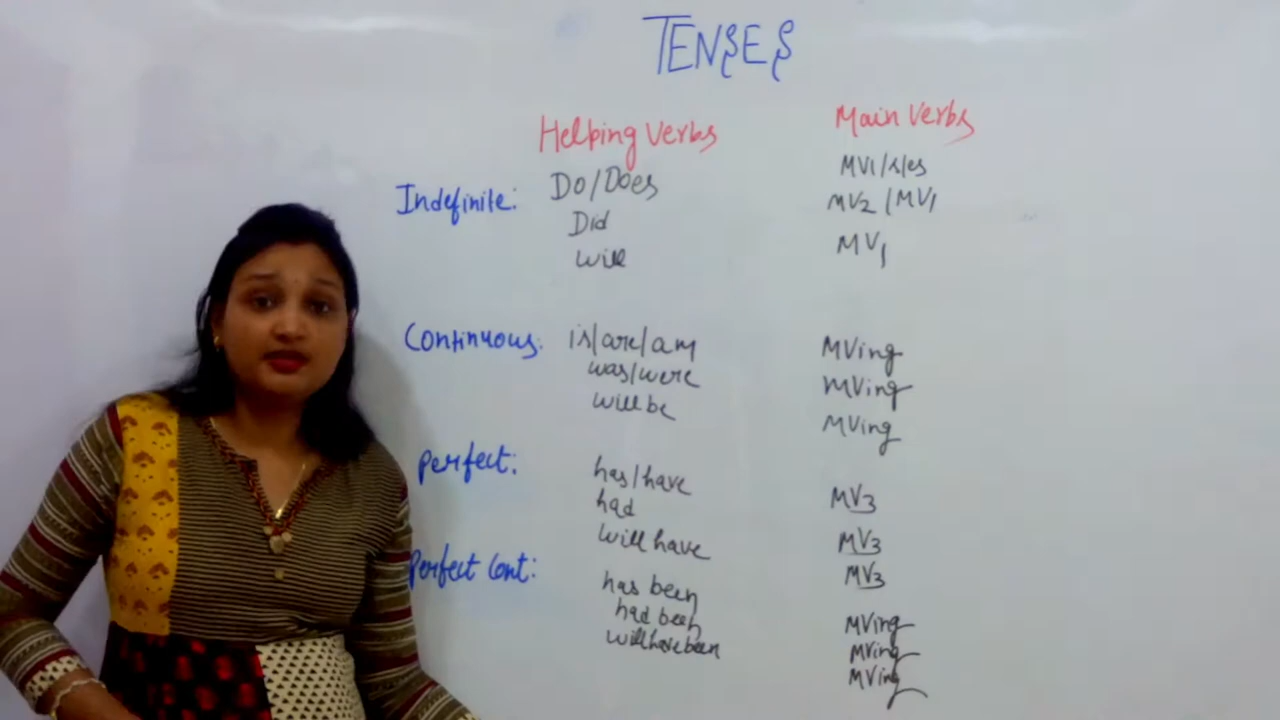 TENSES
Helping Verbs Main Verbs
Indefinite: Do/Does MV1/s/es
Did MV2 / MV1
will MV1
Continuous: is/are/am MVing
was/were MVing
will be MVing
Perfect: has/have MV3
had MV3
will have MV3
Perfect Cont: has been MVing
had been MVing
will have been MVing